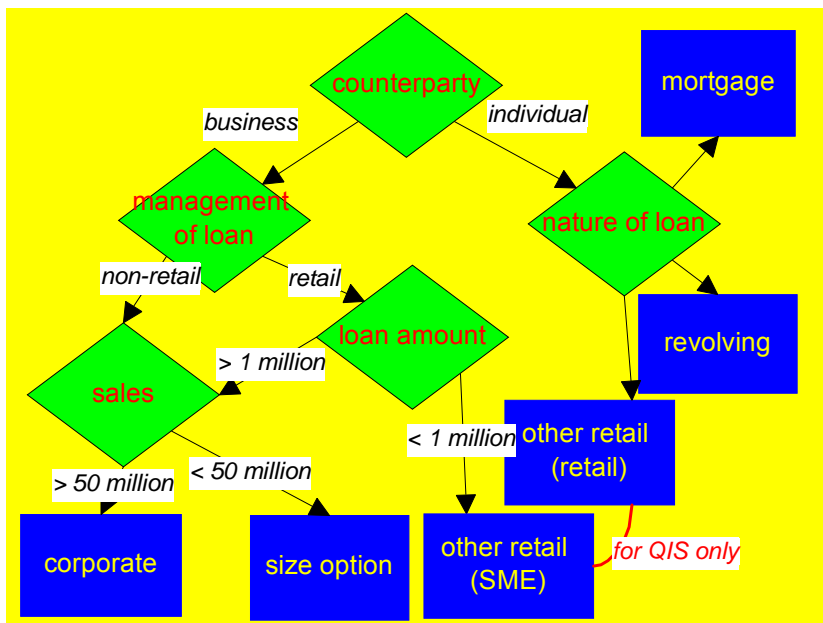 counterparty
mortgage
business
individual
management
of loan
nature of loan
non-retail
retail
loan amount
revolving
> 1 million
sales
other retail
(retail)
< 1 million
> 50 million
< 50 million
corporate
size option
other retail
(SME)
for QIS only